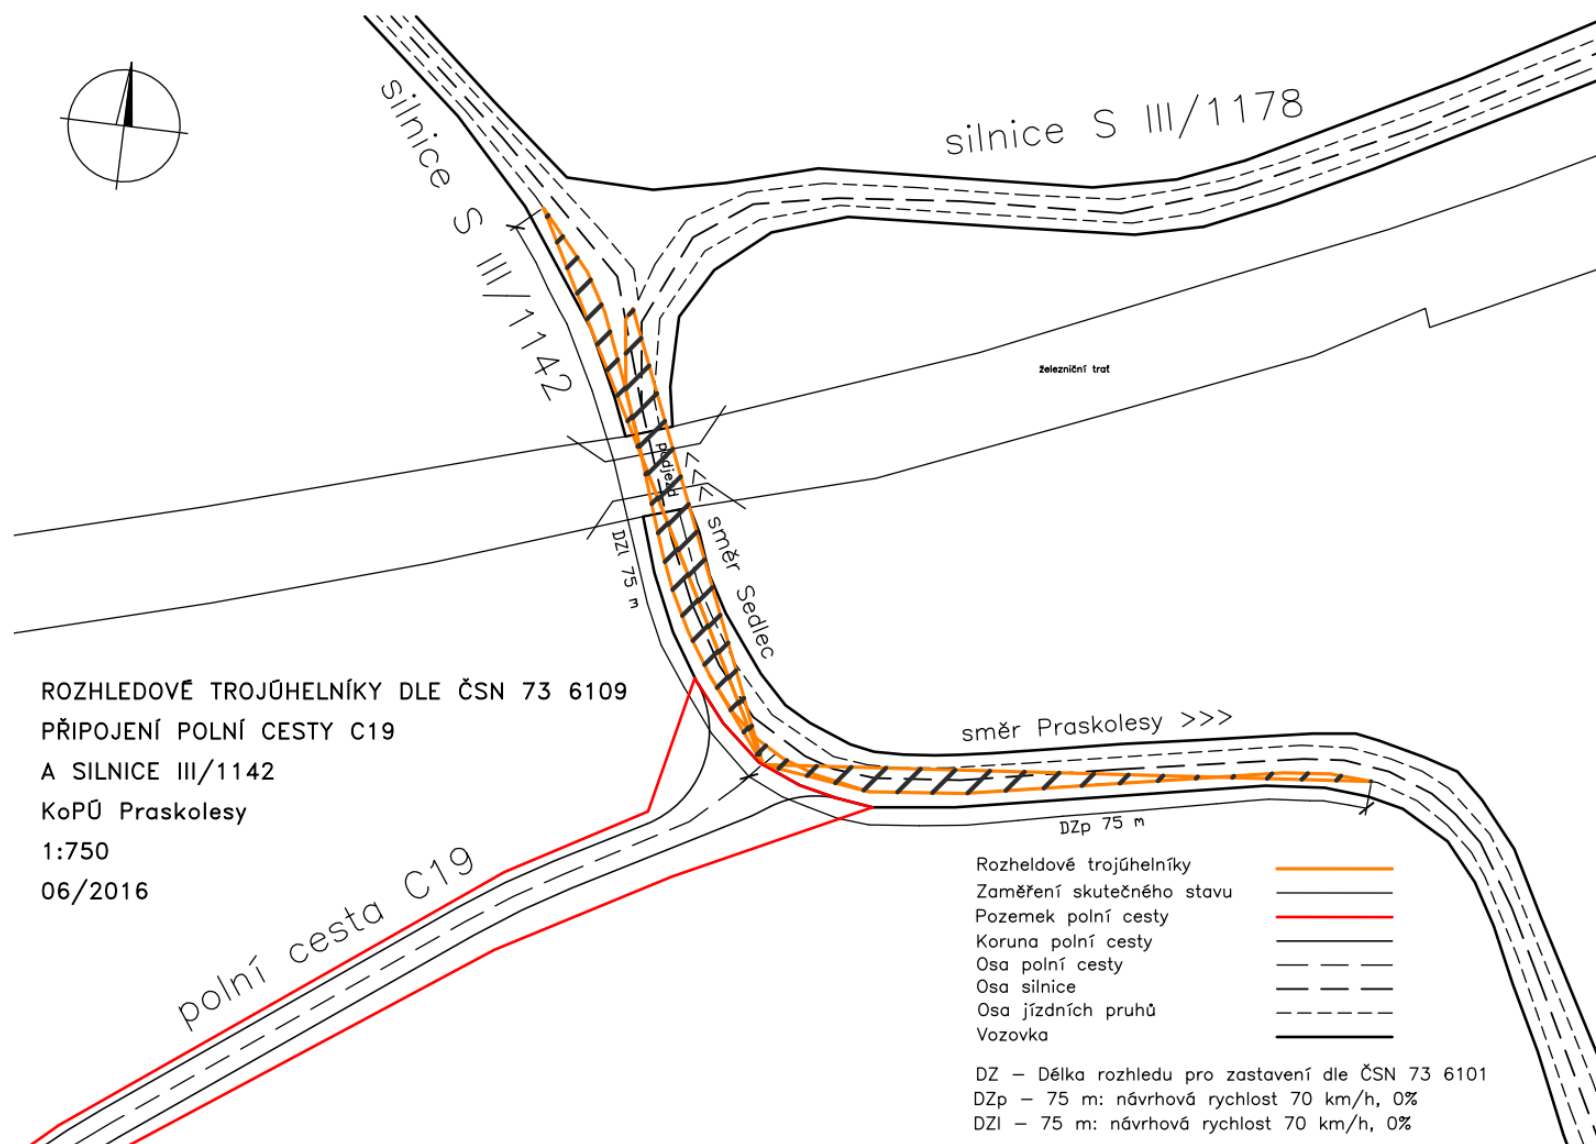 silnice S III/1178
silnice S III/1142
železniční trať
podjezd
<<< směr Sedlec
DZl 75 m
směr Praskolesy >>>
DZp 75 m
polní cesta C19
ROZHLEDOVÉ TROJÚHELNÍKY DLE ČSN 73 6109
PŘIPOJENÍ POLNÍ CESTY C19
A SILNICE III/1142
KoPÚ Praskolesy
1:750
06/2016
Rozheldové trojúhelníky
Zaměření skutečného stavu
Pozemek polní cesty
Koruna polní cesty
Osa polní cesty
Osa silnice
Osa jízdních pruhů
Vozovka
DZ – Délka rozhledu pro zastavení dle ČSN 73 6101
DZp – 75 m: návrhová rychlost 70 km/h, 0%
DZl – 75 m: návrhová rychlost 70 km/h, 0%